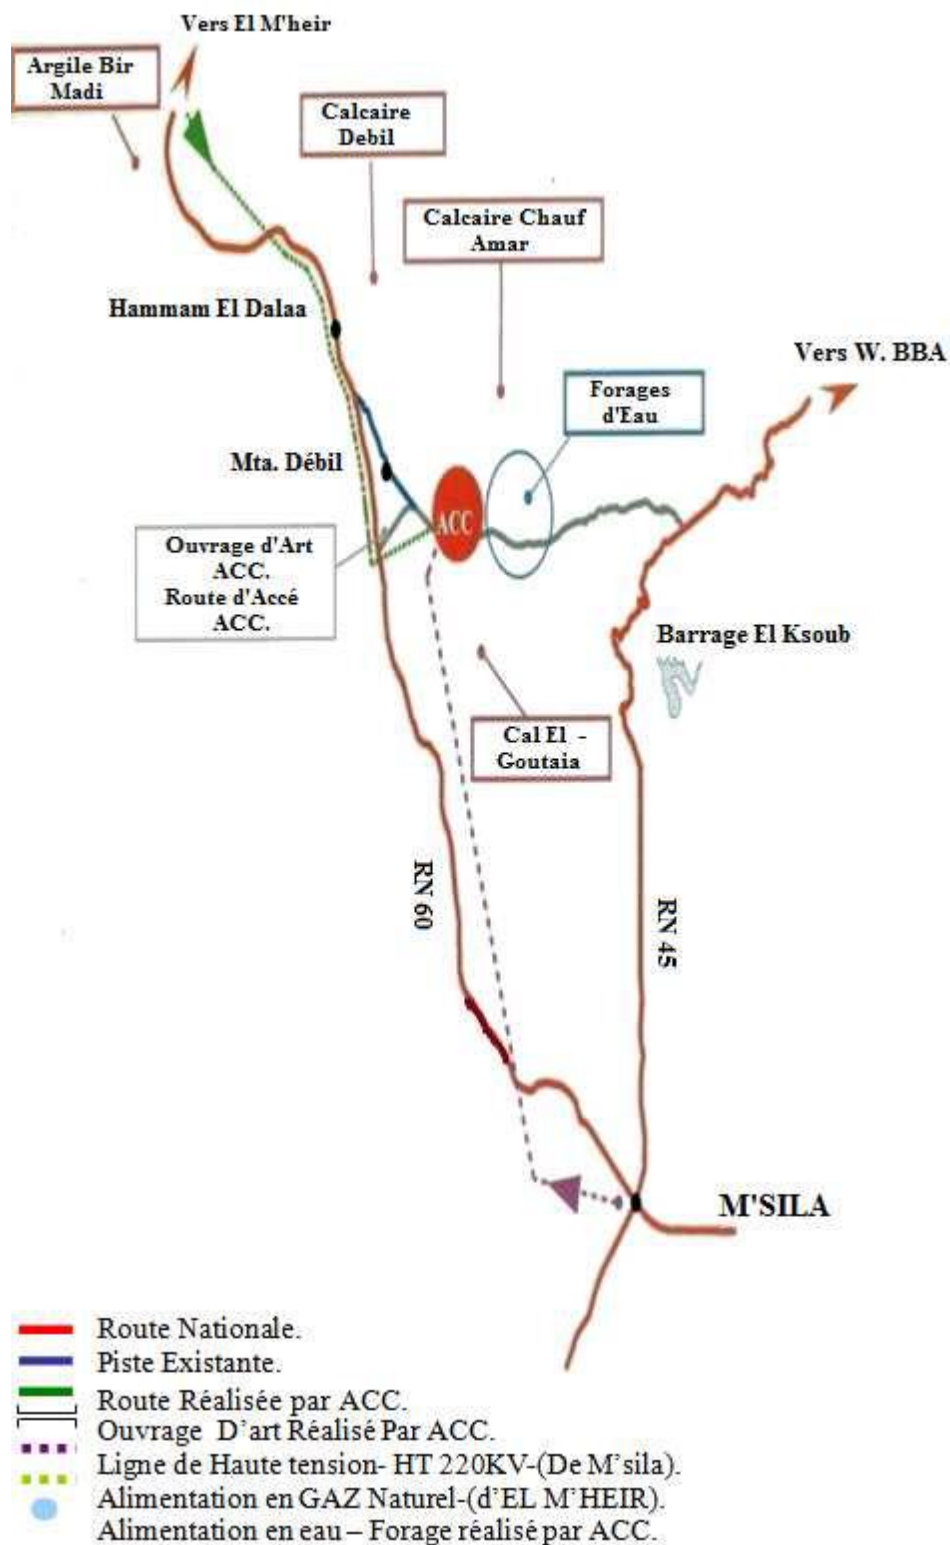 Vers El M'heir
Argile Bir
Madi
Calcaire
Debil
Calcaire Chauf
Amar
Hammam El Dalaa
Vers W. BBA
Forages
d'Eau
Mta. Débil
ACC
Ouvrage d'Art
ACC.
Route d'Accé
ACC.
Barrage El Ksoub
Cal El -
Goutaia
RN 60
RN 45
M'SILA
Route Nationale.
Piste Existante.
Route Réalisée par ACC.
Ouvrage D'art Réalisé Par ACC.
Ligne de Haute tension- HT 220KV-(De M'sila).
Alimentation en GAZ Naturel-(d'EL M'HEIR).
Alimentation en eau – Forage réalisé par ACC.